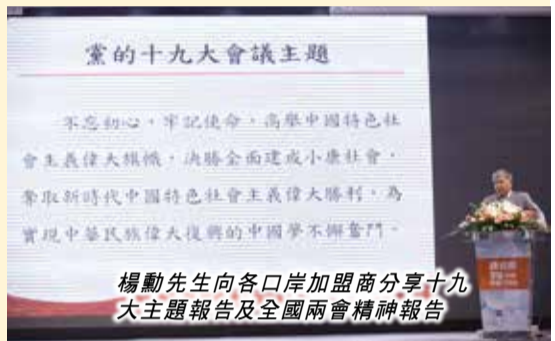 黨的十九大會議主題
不忘初心，牢記使命，高舉中國特色社
會主義偉大旗幟，決勝全面建成小康社會，
奪取新時代中國特色社會主義偉大勝利，為
實現中華民族偉大復興的中國夢不懈奮鬥。
楊勳先生向各口岸加盟商分享十九
大主題報告及全國兩會精神報告